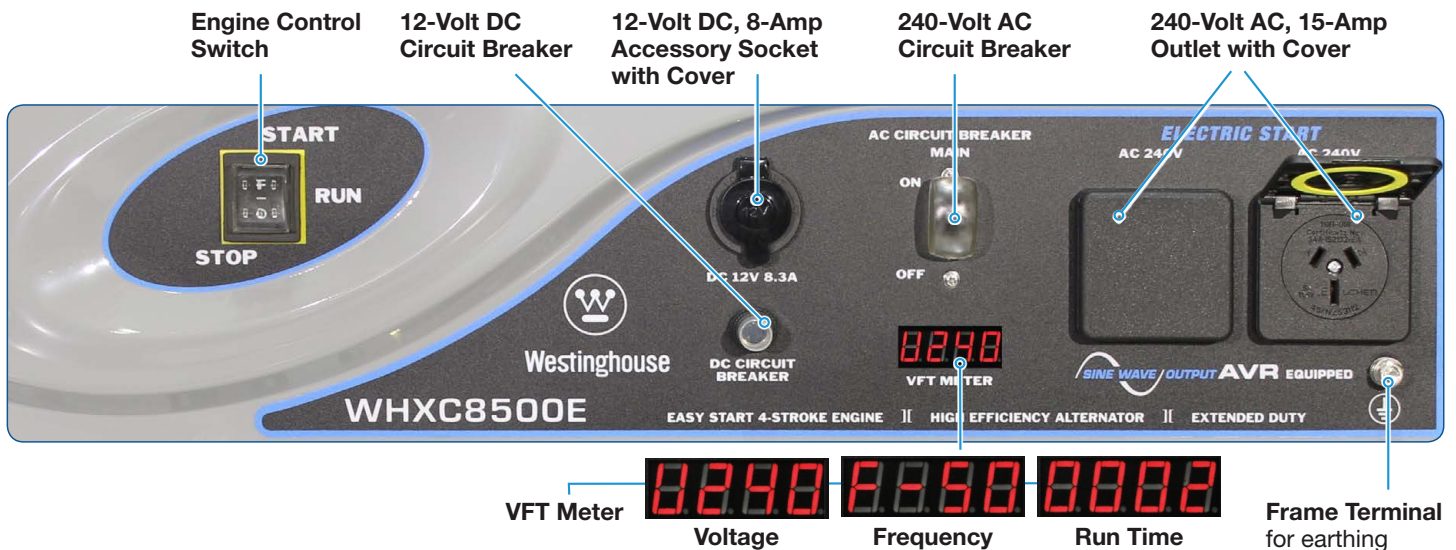 Engine Control
Switch
12-Volt DC
Circuit Breaker
12-Volt DC, 8-Amp
Accessory Socket
with Cover
240-Volt AC
Circuit Breaker
240-Volt AC, 15-Amp
Outlet with Cover
START
RUN
STOP
W
Westinghouse
WHXC8500E
12V
DC 12V 8.3A
DC CIRCUIT
BREAKER
AC CIRCUIT BREAKER
MAIN
ON
OFF
U240
VFT METER
ELECTRIC START
AC 240V
AC 240V
SINE WAVE/OUTPUT AVR EQUIPPED
EASY START 4-STROKE ENGINE ][ HIGH EFFICIENCY ALTERNATOR ][ EXTENDED DUTY
VFT Meter
U240
Voltage
F-50
Frequency
0002
Run Time
Frame Terminal
for earthing